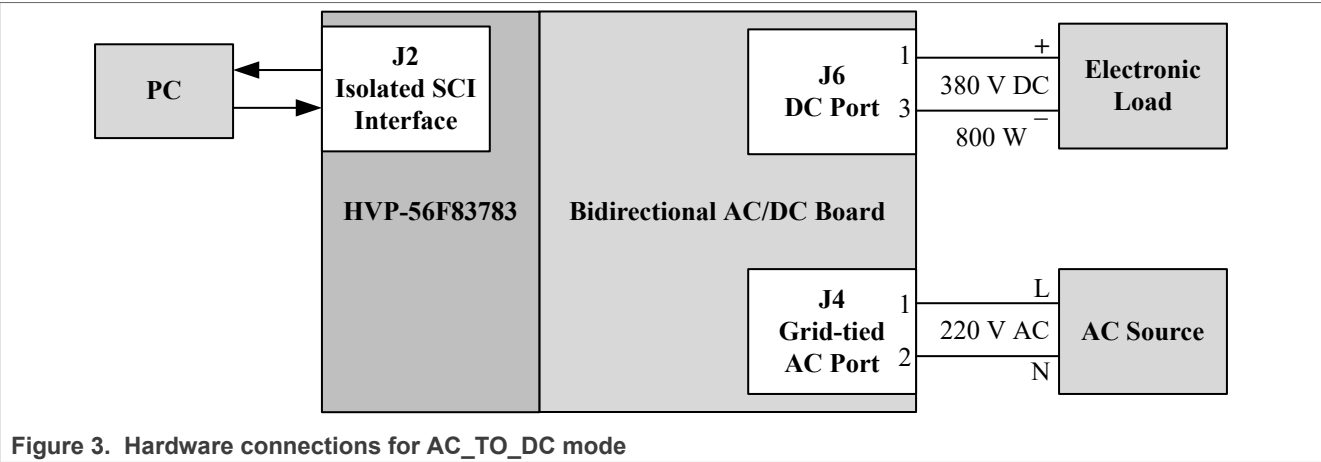 PC
J2
Isolated SCI
Interface
HVP-56F83783
Bidirectional AC/DC Board
J6
DC Port
1
3
+
380 V DC
−
800 W
Electronic
Load
J4
Grid-tied
AC Port
1
2
L
220 V AC
N
AC Source
Figure 3. Hardware connections for AC_TO_DC mode